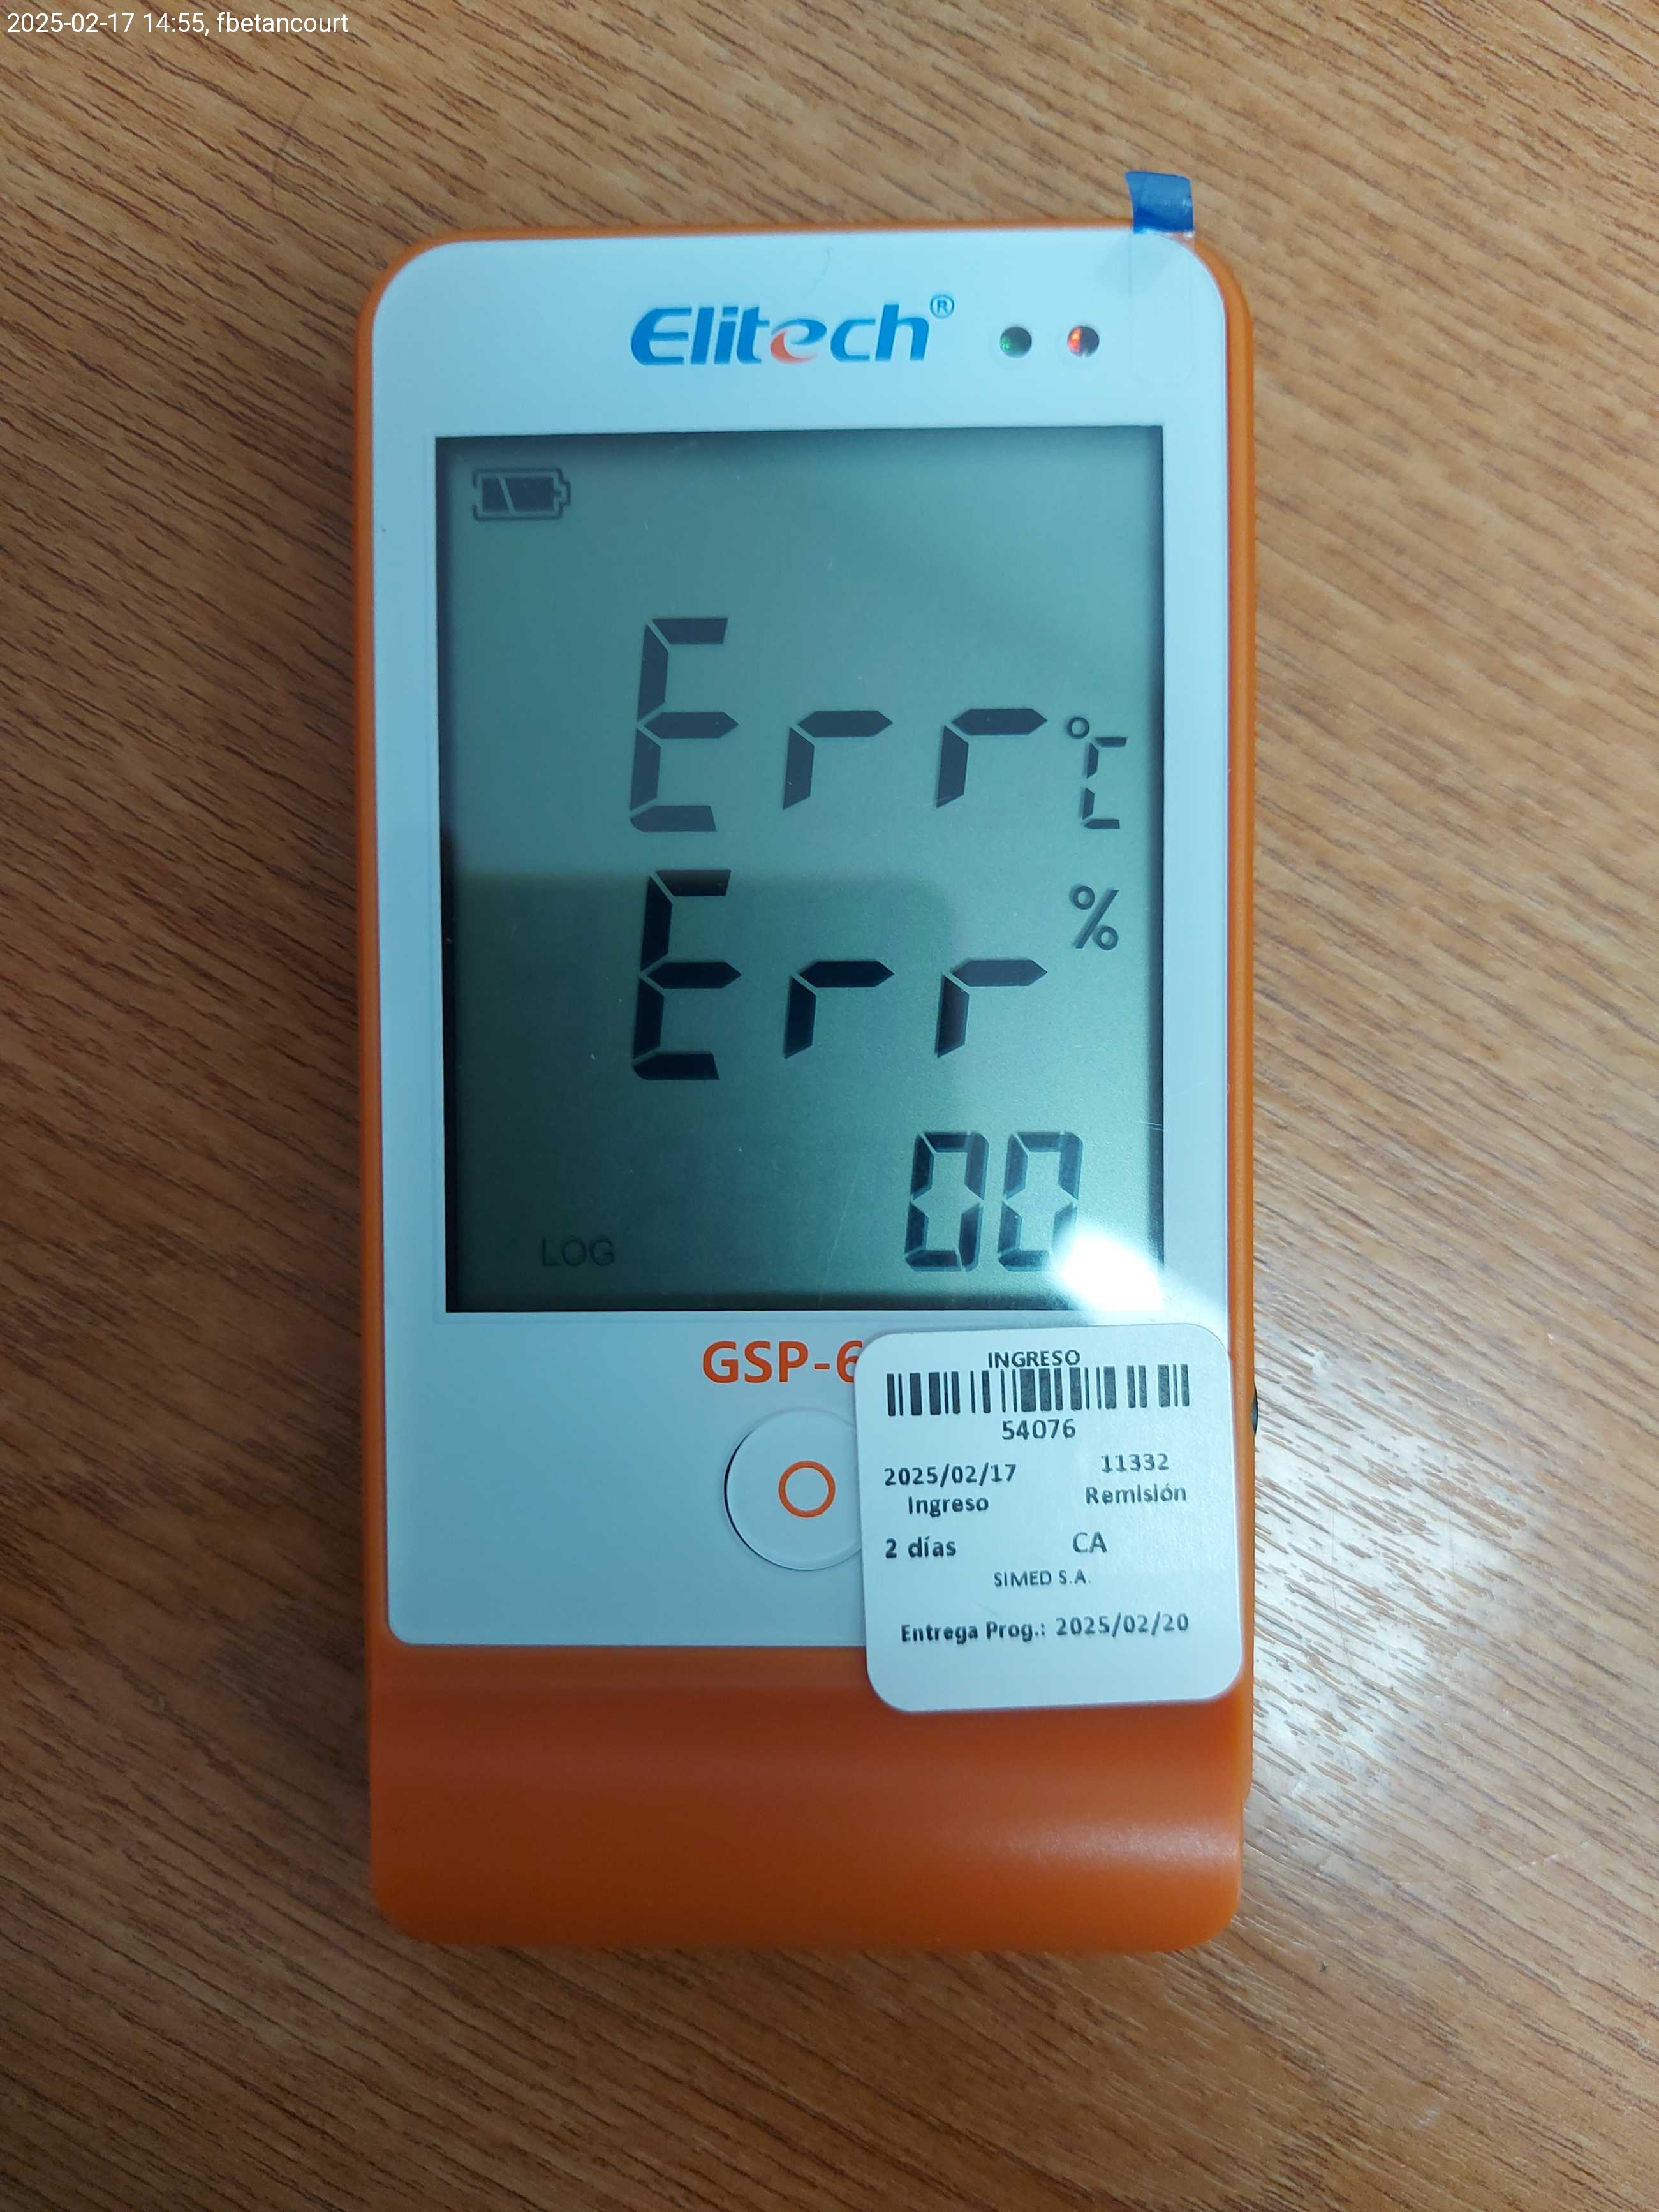 2025-02-17 14:55, fbetancourt
Elitech®
Err °C
Err %
00
LOG
GSP-6
INGRESO
54076
2025/02/17 11332
Ingreso Remisión
2 días CA
SIMED S.A.
Entrega Prog.: 2025/02/20